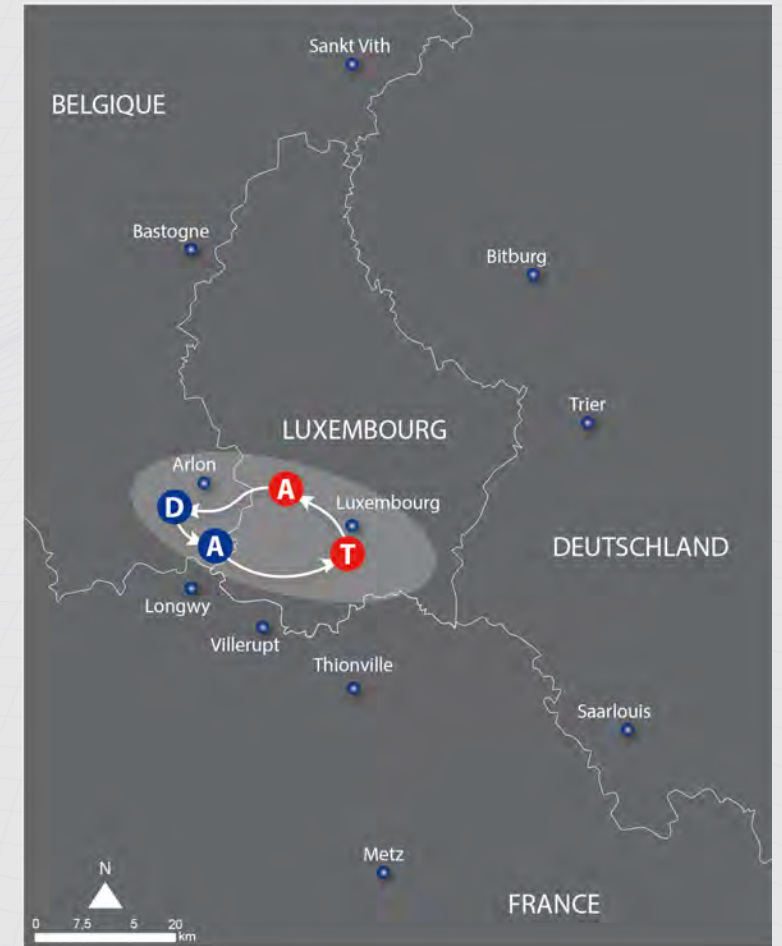 Sankt Vith
BELGIQUE
Bastogne
Bitburg
Trier
LUXEMBOURG
Arlon
A
Luxembourg
D
A
T
DEUTSCHLAND
Longwy
Villerupt
Thionville
Saarlouis
Metz
N
FRANCE
0 7,5 5 20
km